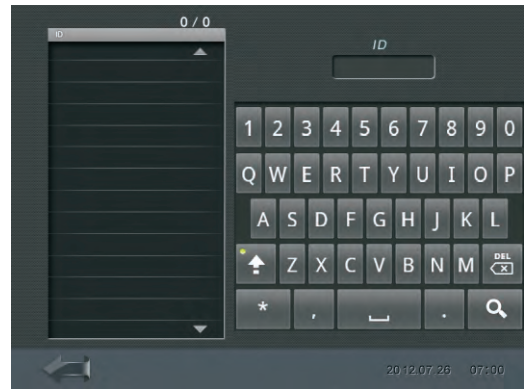 0 / 0
ID
ID
1 2 3 4 5 6 7 8 9 0
Q W E R T Y U I O P
A S D F G H J K L
Z X C V B N M DEL
* , .
2012.07.26 07:00